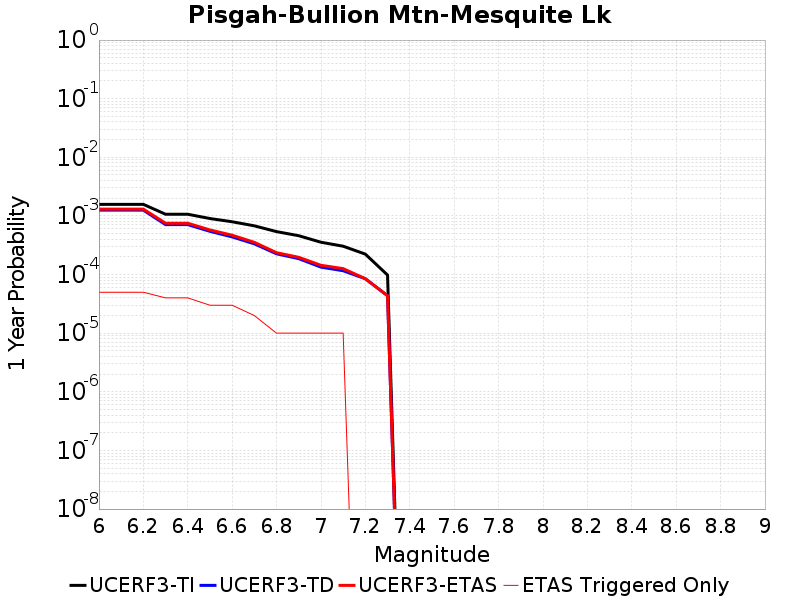 Pisgah-Bullion Mtn-Mesquite Lk
1 Year Probability
10^0
10^-1
10^-2
10^-3
10^-4
10^-5
10^-6
10^-7
10^-8
6 6.2 6.4 6.6 6.8 7 7.2 7.4 7.6 7.8 8 8.2 8.4 8.6 8.8 9
Magnitude
UCERF3-TI UCERF3-TD UCERF3-ETAS ETAS Triggered Only